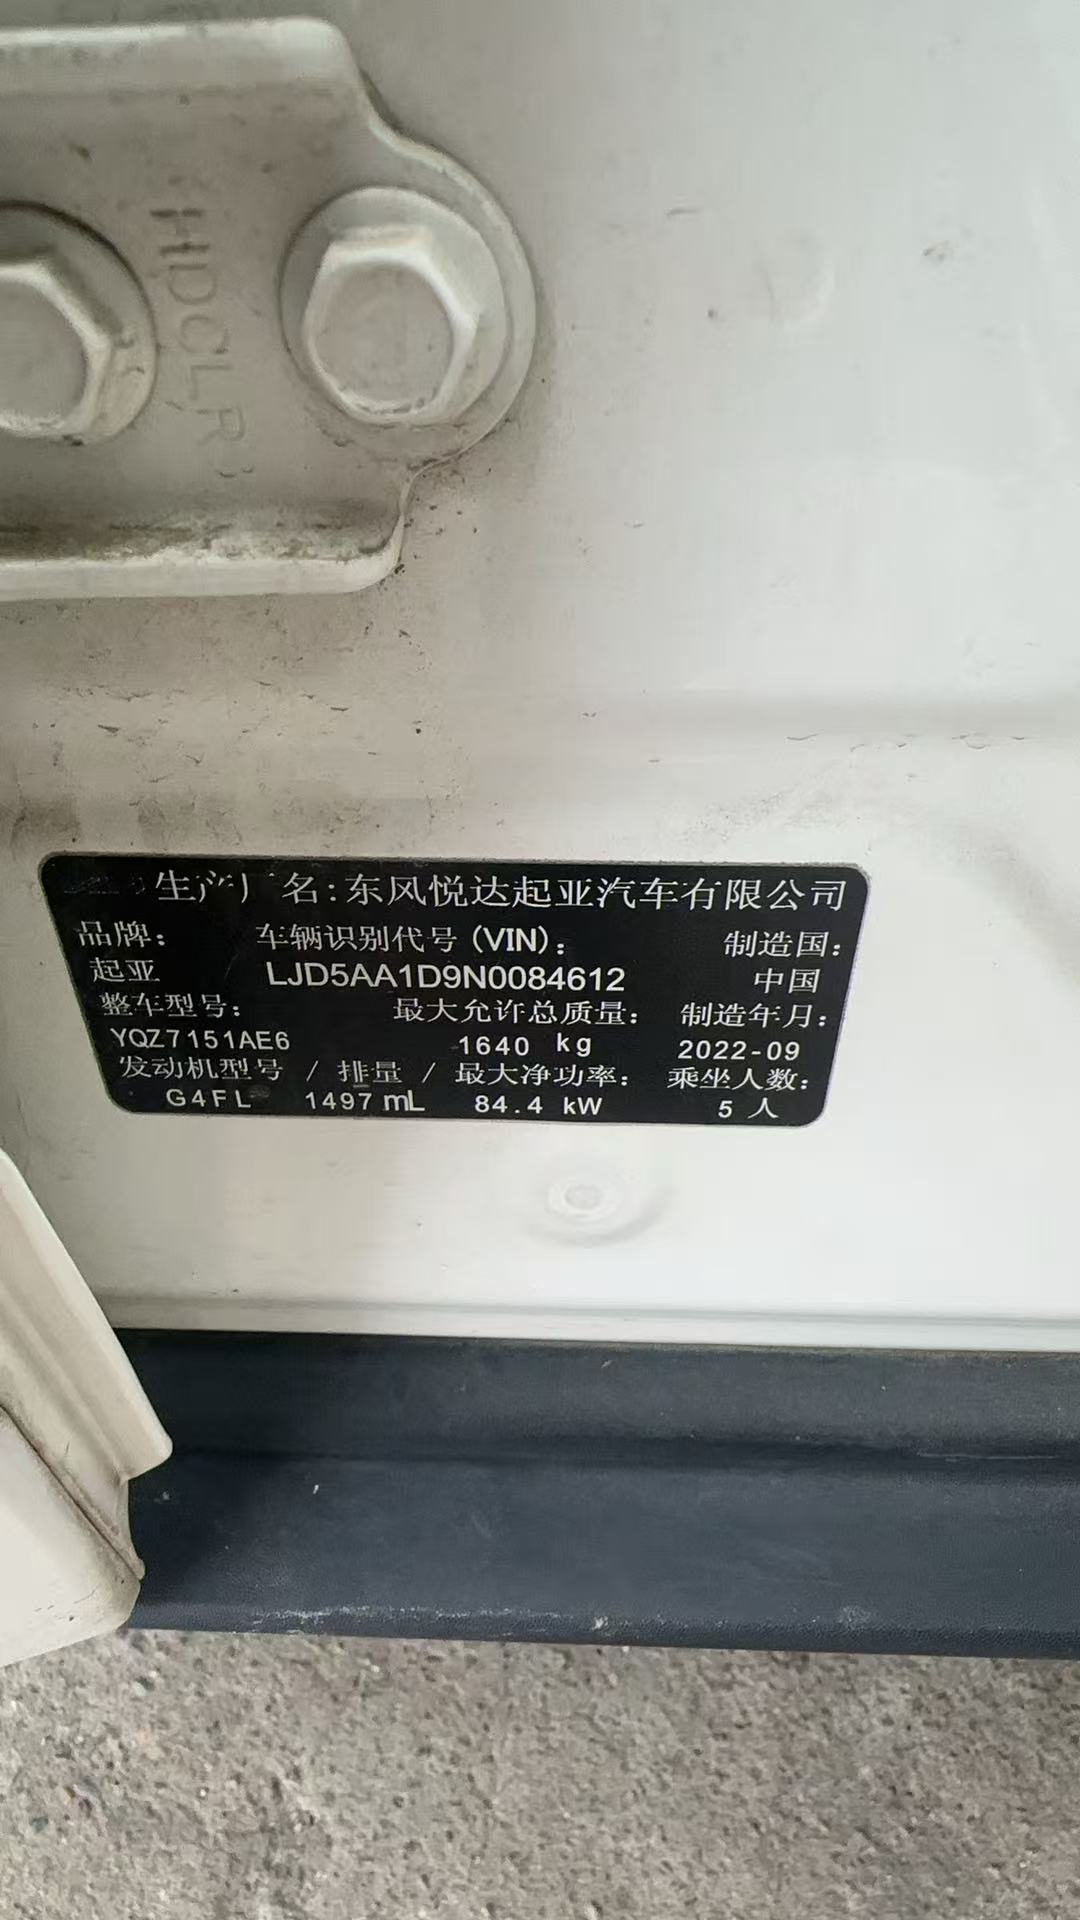 HDCLR
生产厂名:东风悦达起亚汽车有限公司
品牌: 车辆识别代号(VIN): 制造国:
起亚 LJD5AA1D9N0084612 中国
整车型号: 最大允许总质量: 制造年月:
YQZ7151AE6 1640 kg 2022-09
发动机型号 / 排量 / 最大净功率: 乘坐人数:
G4FL 1497 mL 84.4 kW 5 人